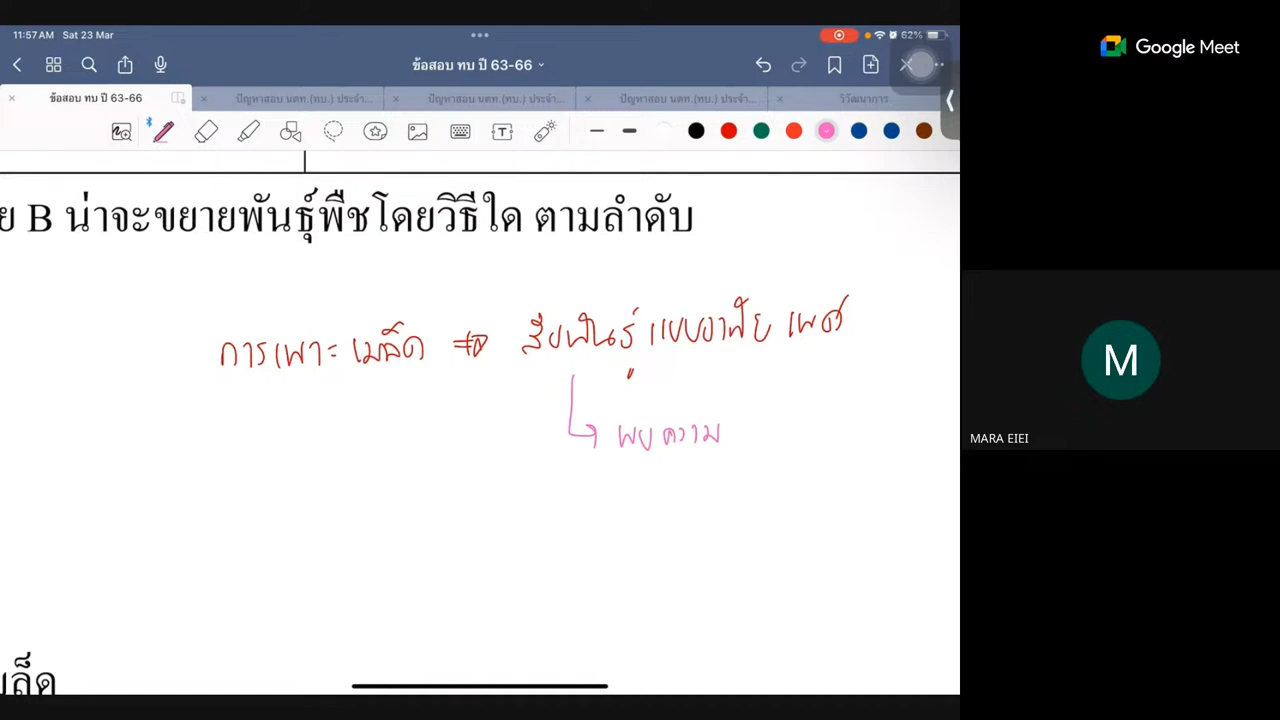 11:57AM Sat 23 Mar
62%
Google Meet
ข้อสอบ ทบ ปี 63-66
ข้อสอบ ทบ ปี 63-66
ปัญหาสอบ นดท.(ทบ.) ประจำ...
ปัญหาสอบ นดท.(ทบ.) ประจำ...
ปัญหาสอบ นดท.(ทบ.) ประจำ...
วิวัฒนาการ
ย B น่าจะขยายพันธุ์พืชโดยวิธีใด ตามลำดับ
การเพาะเมล็ด ⇒ สืบพันธุ์แบบอาศัยเพศ
พบความ
M
MARA EIEI
มล็ด